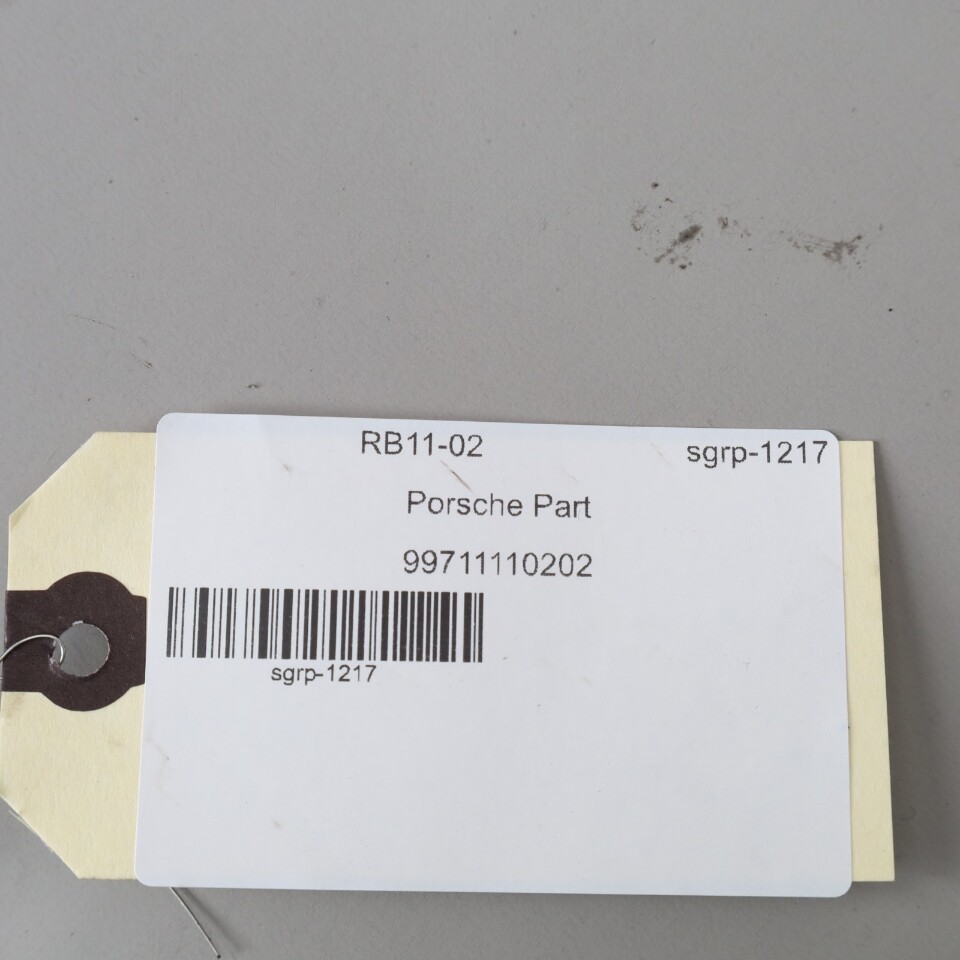 RB11-02 sgrp-1217
Porsche Part
99711110202
sgrp-1217